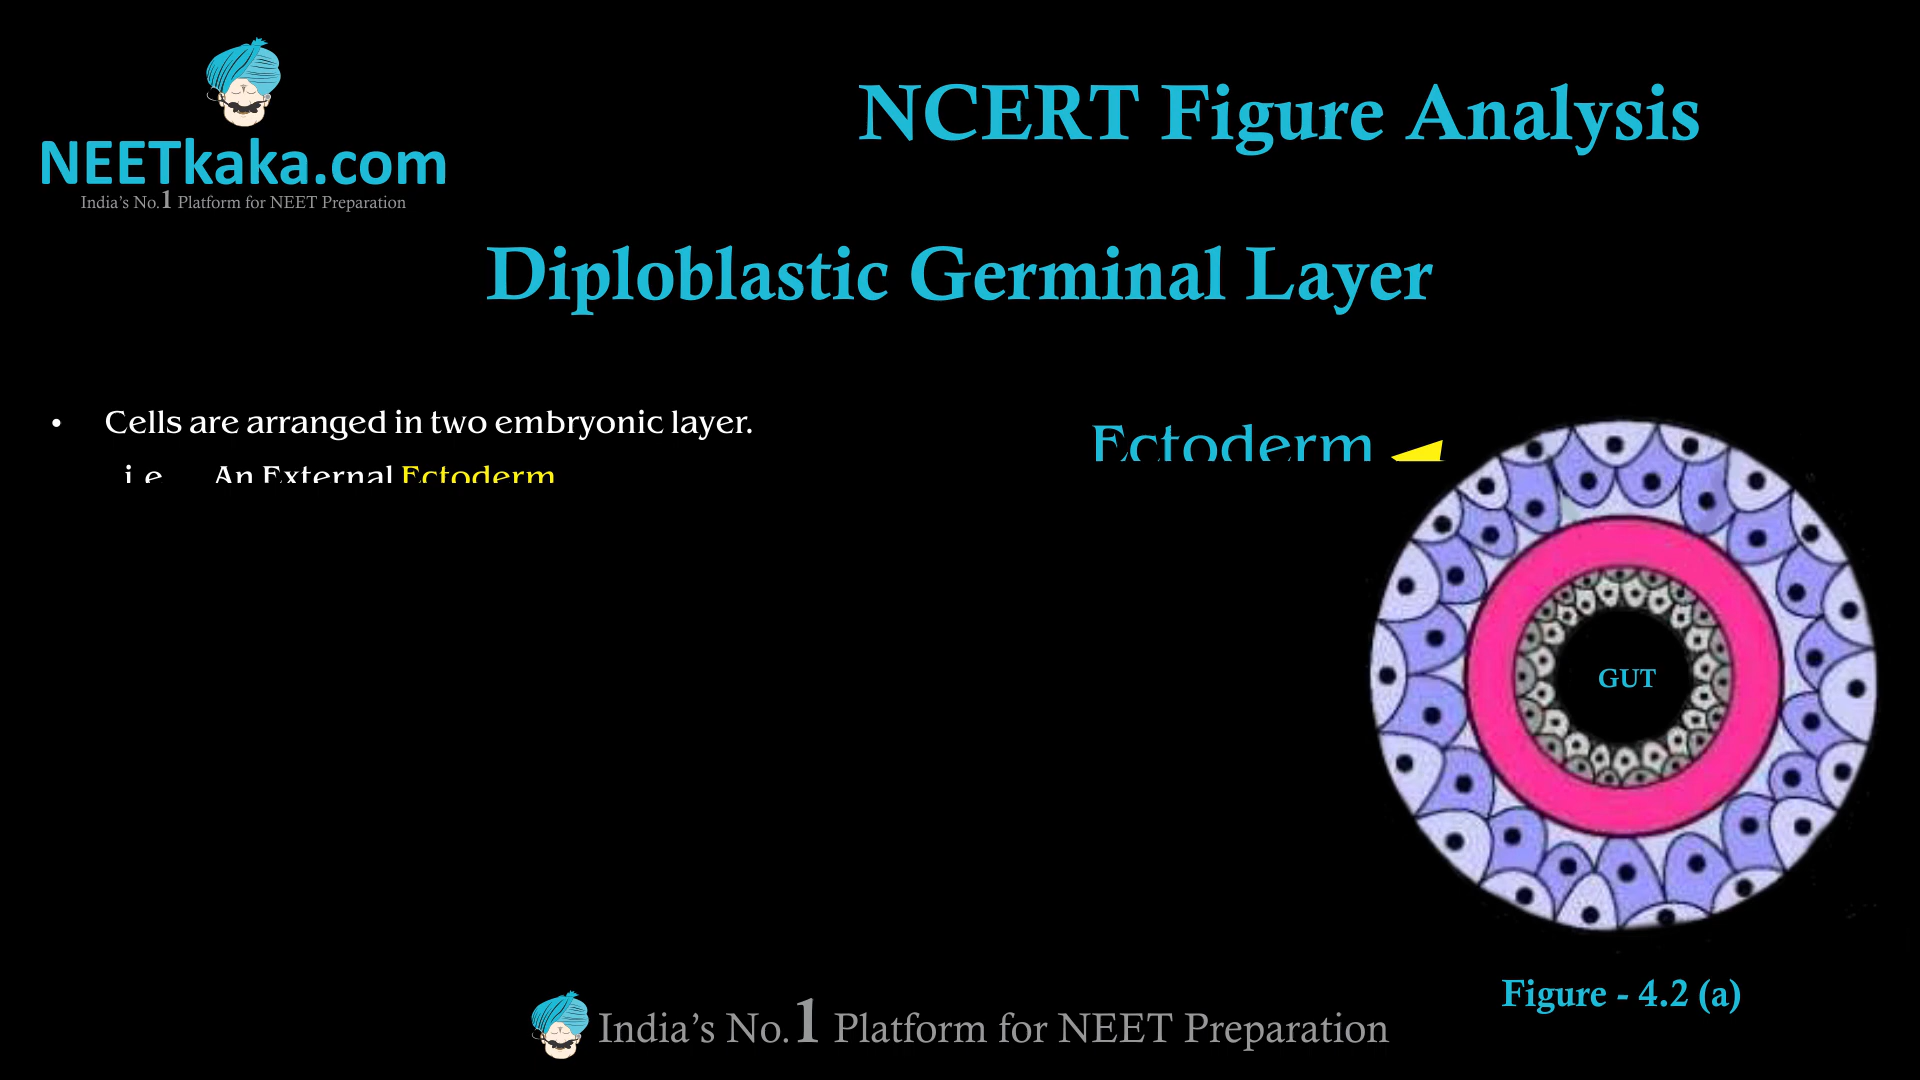 NEETkaka.com
India's No.1 Platform for NEET Preparation
NCERT Figure Analysis
Diploblastic Germinal Layer
• Cells are arranged in two embryonic layer.
i e An External Ectoderm
Ectoderm
GUT
Figure - 4.2 (a)
India's No.1 Platform for NEET Preparation